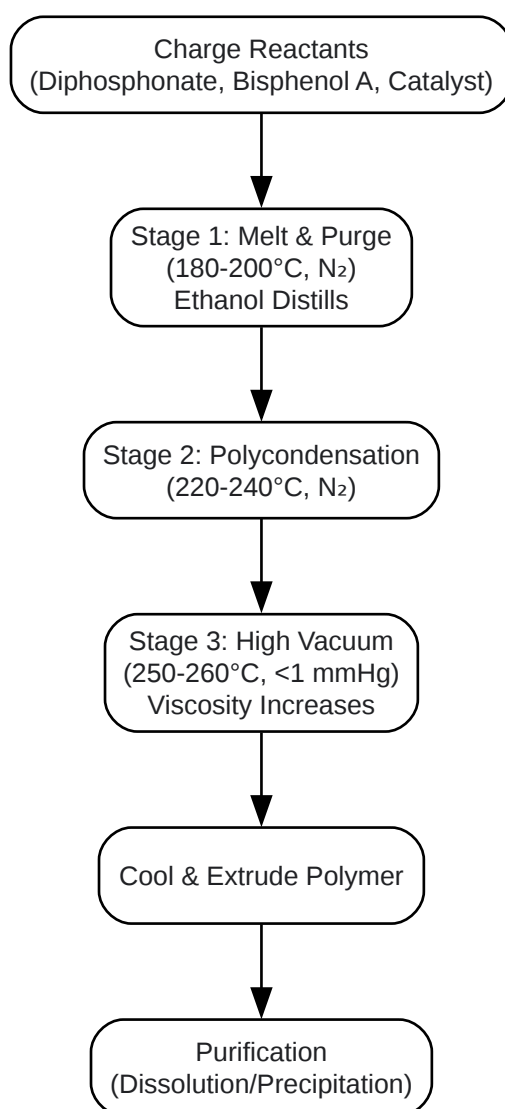 Charge Reactants
(Diphosphonate, Bisphenol A, Catalyst)
Stage 1: Melt & Purge
(180-200°C, N₂)
Ethanol Distills
Stage 2: Polycondensation
(220-240°C, N₂)
Stage 3: High Vacuum
(250-260°C, <1 mmHg)
Viscosity Increases
Cool & Extrude Polymer
Purification
(Dissolution/Precipitation)